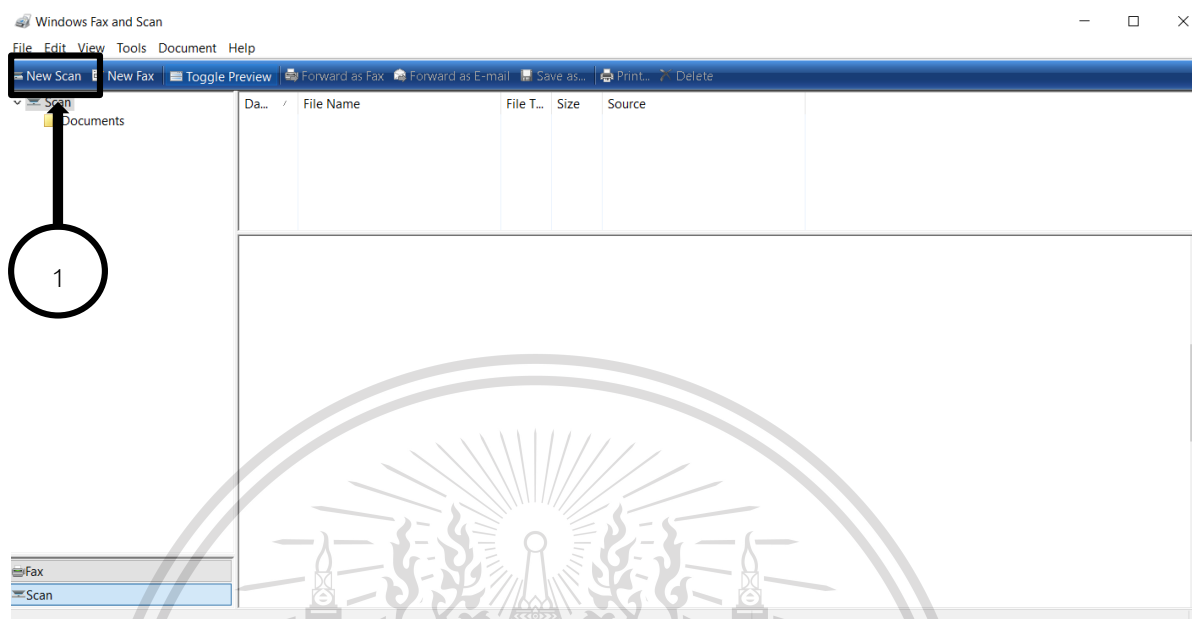 Windows Fax and Scan
File Edit View Tools Document Help
New Scan New Fax Toggle Preview Forward as Fax Forward as E-mail Save as... Print... Delete
Scan
Documents
Da... File Name File T... Size Source
1
Fax
Scan